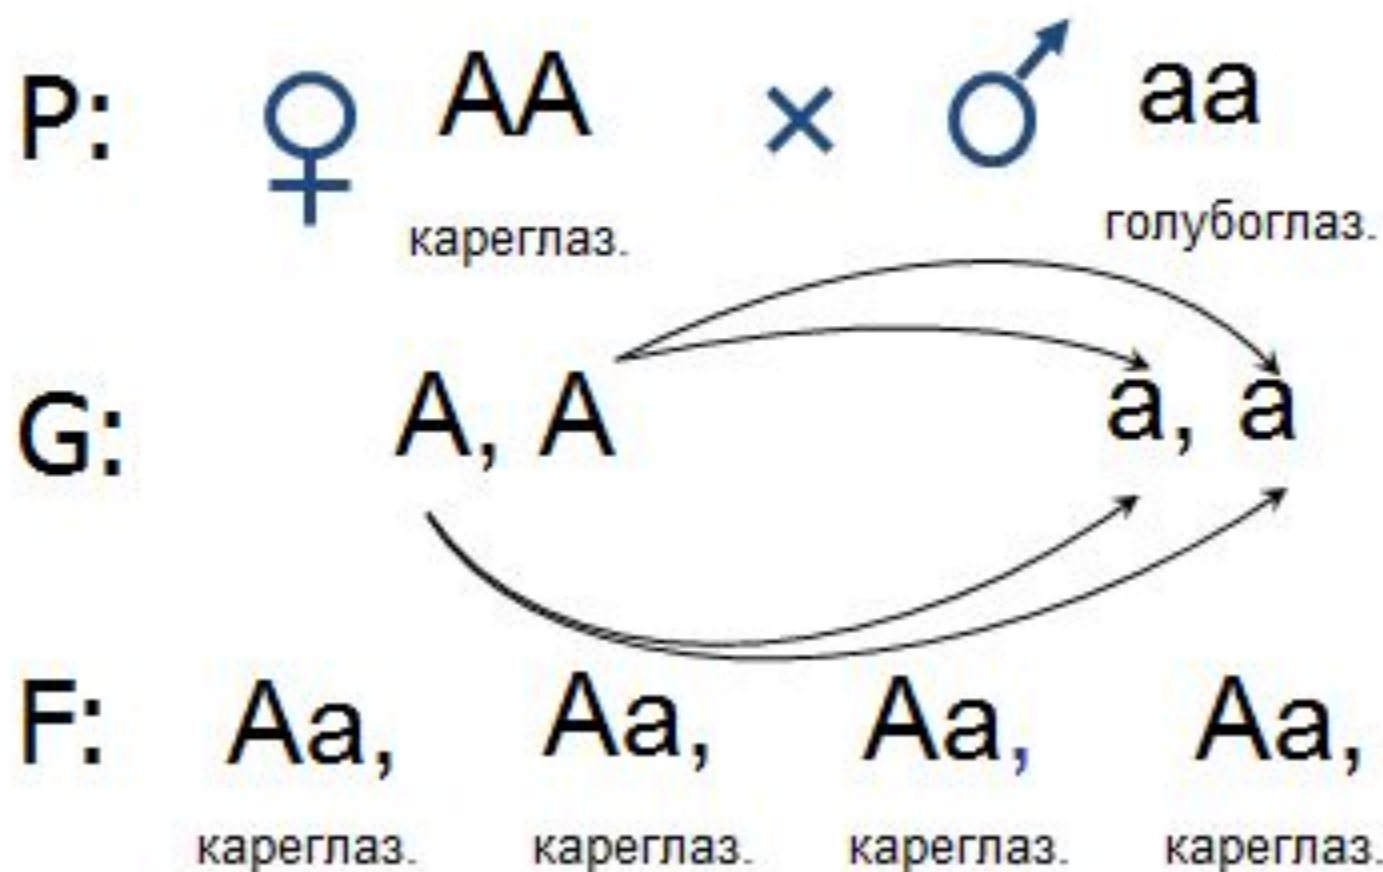 P: ♀ AA × ♂ aa
кареглаз. голубоглаз.
G: A, A a, a
F: Aa, Aa, Aa, Aa,
кареглаз. кареглаз. кареглаз. кареглаз.